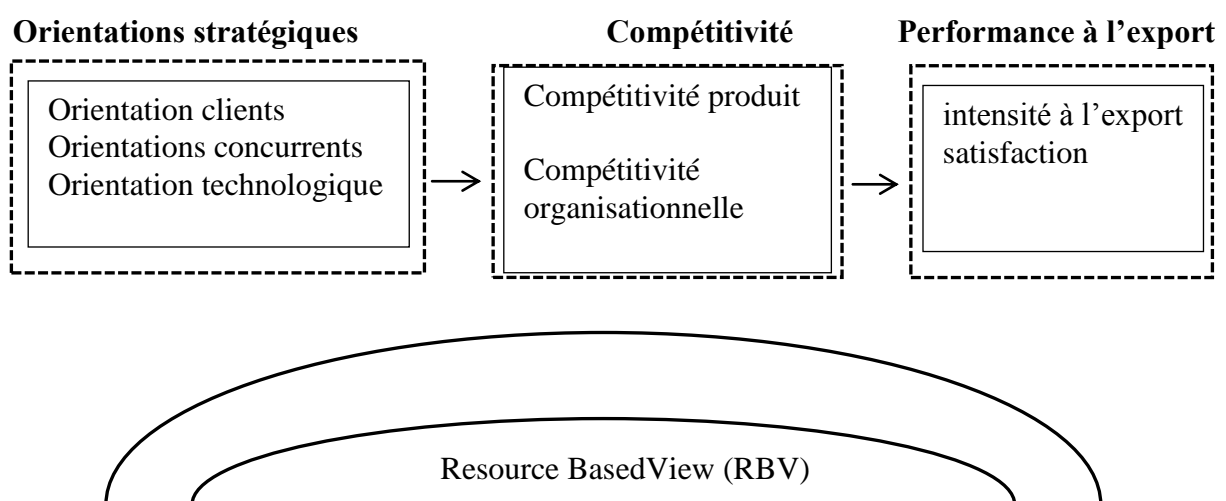 Orientations stratégiques
Compétitivité
Performance à l’export
Orientation clients
Orientations concurrents
Orientation technologique
Compétitivité produit
Compétitivité
organisationnelle
intensité à l’export
satisfaction
Resource BasedView (RBV)